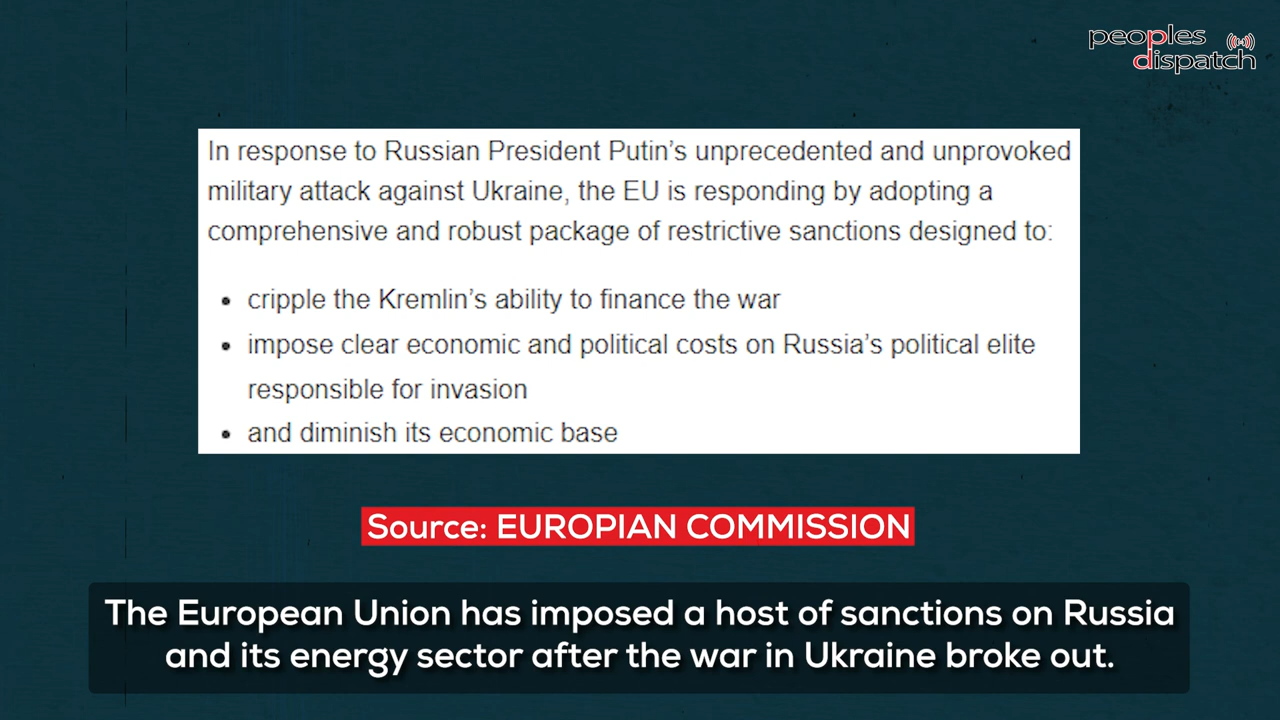 peoples
dispatch
In response to Russian President Putin’s unprecedented and unprovoked
military attack against Ukraine, the EU is responding by adopting a
comprehensive and robust package of restrictive sanctions designed to:
• cripple the Kremlin’s ability to finance the war
• impose clear economic and political costs on Russia’s political elite
responsible for invasion
• and diminish its economic base
Source: EUROPIAN COMMISSION
The European Union has imposed a host of sanctions on Russia
and its energy sector after the war in Ukraine broke out.